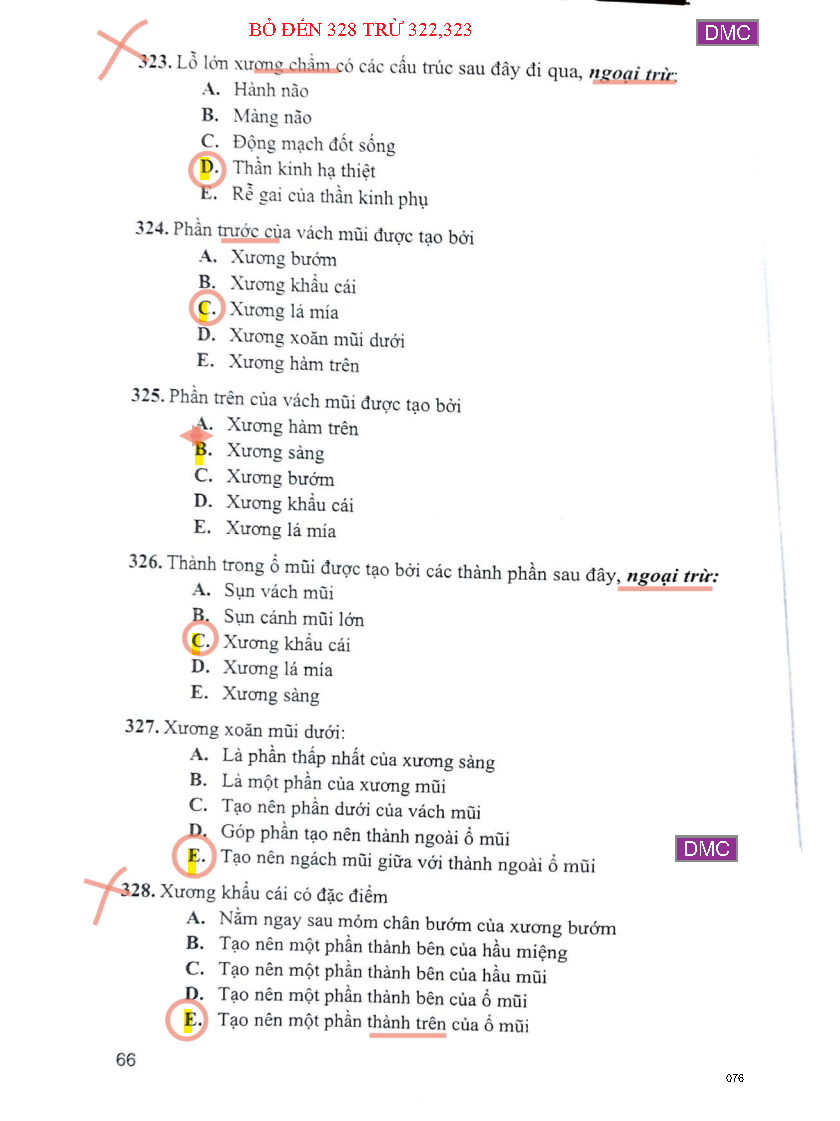 BỎ ĐẾN 328 TRỪ 322,323
DMC
323. Lỗ lớn xương chẩm có các cấu trúc sau đây đi qua, ngoại trừ:
A. Hành não
B. Màng não
C. Động mạch đốt sống
D. Thần kinh hạ thiệt
E. Rễ gai của thần kinh phụ
324. Phần trước của vách mũi được tạo bởi
A. Xương bướm
B. Xương khẩu cái
C. Xương lá mía
D. Xương xoăn mũi dưới
E. Xương hàm trên
325. Phần trên của vách mũi được tạo bởi
A. Xương hàm trên
B. Xương sàng
C. Xương bướm
D. Xương khẩu cái
E. Xương lá mía
326. Thành trong ổ mũi được tạo bởi các thành phần sau đây, ngoại trừ:
A. Sụn vách mũi
B. Sụn cánh mũi lớn
C. Xương khẩu cái
D. Xương lá mía
E. Xương sàng
327. Xương xoăn mũi dưới:
A. Là phần thấp nhất của xương sàng
B. Là một phần của xương mũi
C. Tạo nên phần dưới của vách mũi
D. Góp phần tạo nên thành ngoài ổ mũi
E. Tạo nên ngách mũi giữa với thành ngoài ổ mũi
DMC
328. Xương khẩu cái có đặc điểm
A. Nằm ngay sau mỏm chân bướm của xương bướm
B. Tạo nên một phần thành bên của hầu miệng
C. Tạo nên một phần thành bên của hầu mũi
D. Tạo nên một phần thành bên của ổ mũi
E. Tạo nên một phần thành trên của ổ mũi
66
076